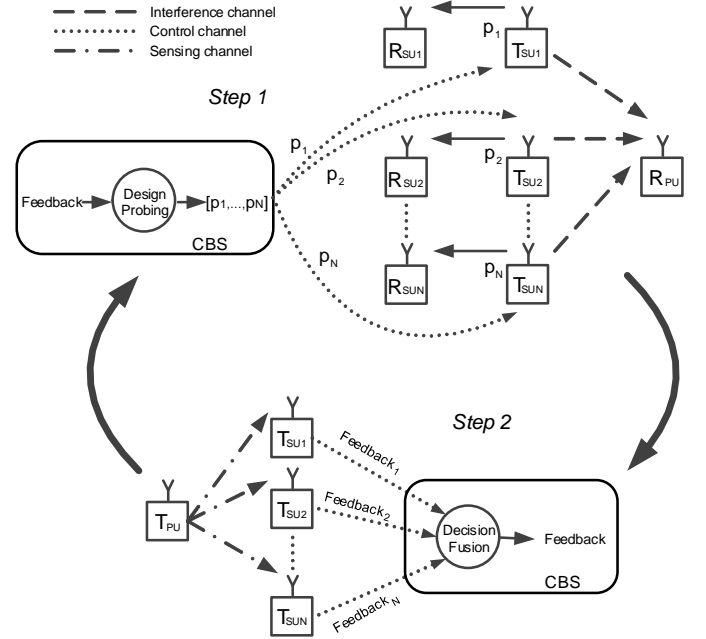 Interference channel
Control channel
Sensing channel
Step 1
p1
RSU1
TSU1
Feedback
Design
Probing
[p1,...,pN]
CBS
p1
p2
pN
p2
RSU2
TSU2
RPU
pN
RSUN
TSUN
Step 2
TPU
TSU1
TSU2
TSUN
Feedback1
Feedback2
FeedbackN
Decision
Fusion
Feedback
CBS